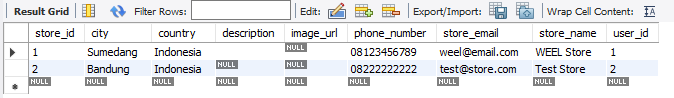 Result Grid Filter Rows: Edit: Export/Import: Wrap Cell Content: IA
store_id city country description image_url phone_number store_email store_name user_id
1 Sumedang Indonesia NULL 08123456789 weel@email.com WEEL Store 1
2 Bandung Indonesia NULL NULL 08222222222 test@store.com Test Store 2
NULL NULL NULL NULL NULL NULL NULL NULL NULL